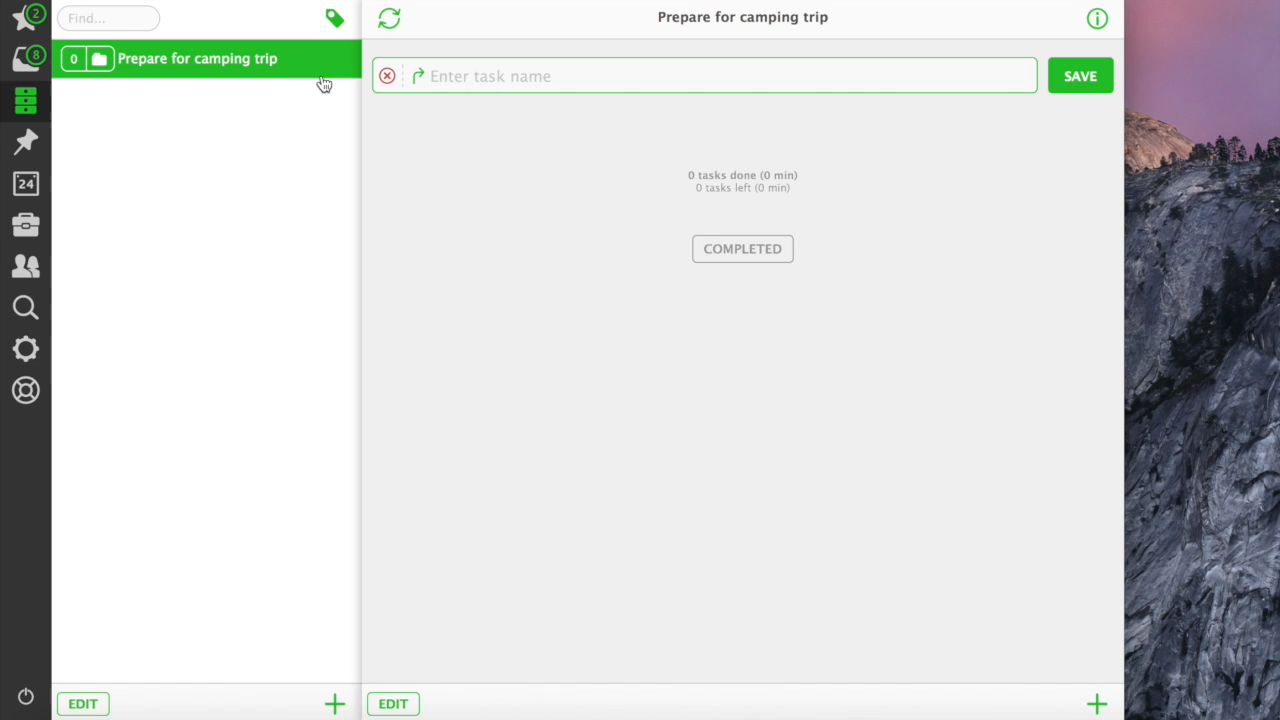 2
Find...
Prepare for camping trip
8
0
Prepare for camping trip
Enter task name
SAVE
24
0 tasks done (0 min)
0 tasks left (0 min)
COMPLETED
EDIT
EDIT